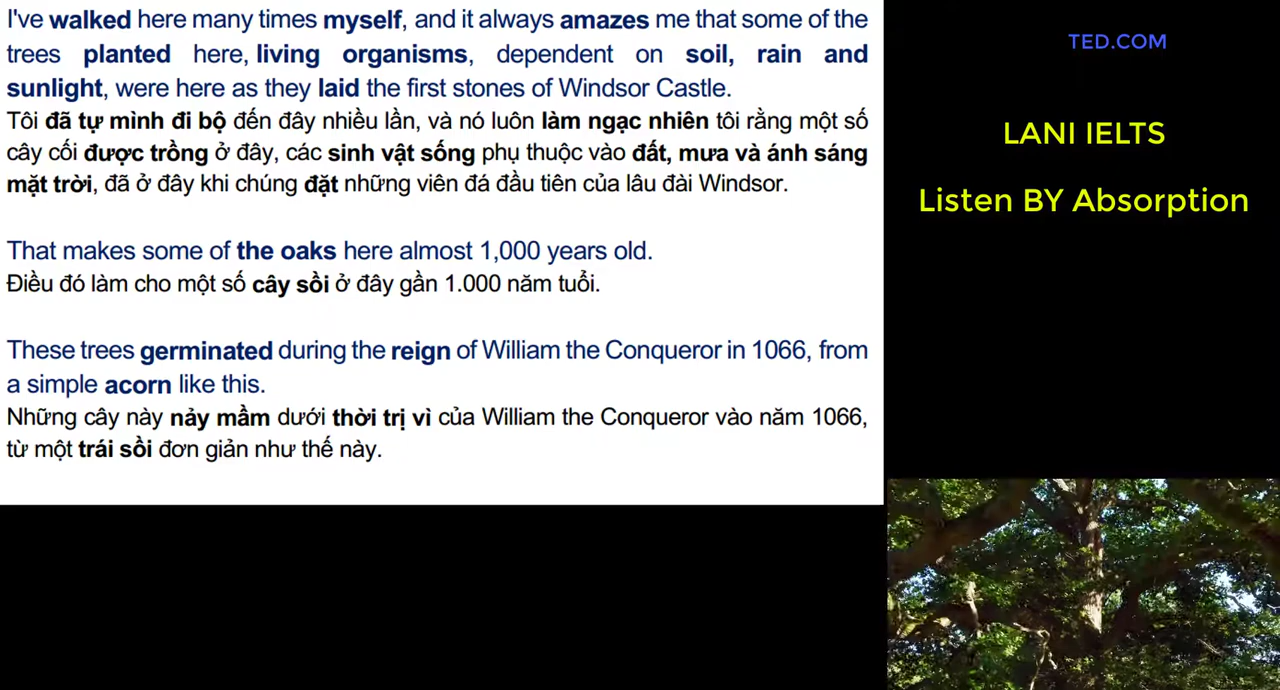 I've walked here many times myself, and it always amazes me that some of the
trees planted here, living organisms, dependent on soil, rain and
sunlight, were here as they laid the first stones of Windsor Castle.
Tôi đã tự mình đi bộ đến đây nhiều lần, và nó luôn làm ngạc nhiên tôi rằng một số
cây cối được trồng ở đây, các sinh vật sống phụ thuộc vào đất, mưa và ánh sáng
mặt trời, đã ở đây khi chúng đặt những viên đá đầu tiên của lâu đài Windsor.
That makes some of the oaks here almost 1,000 years old.
Điều đó làm cho một số cây sồi ở đây gần 1.000 năm tuổi.
These trees germinated during the reign of William the Conqueror in 1066, from
a simple acorn like this.
Những cây này nảy mầm dưới thời trị vì của William the Conqueror vào năm 1066,
từ một trái sồi đơn giản như thế này.
TED.COM
LANI IELTS
Listen BY Absorption